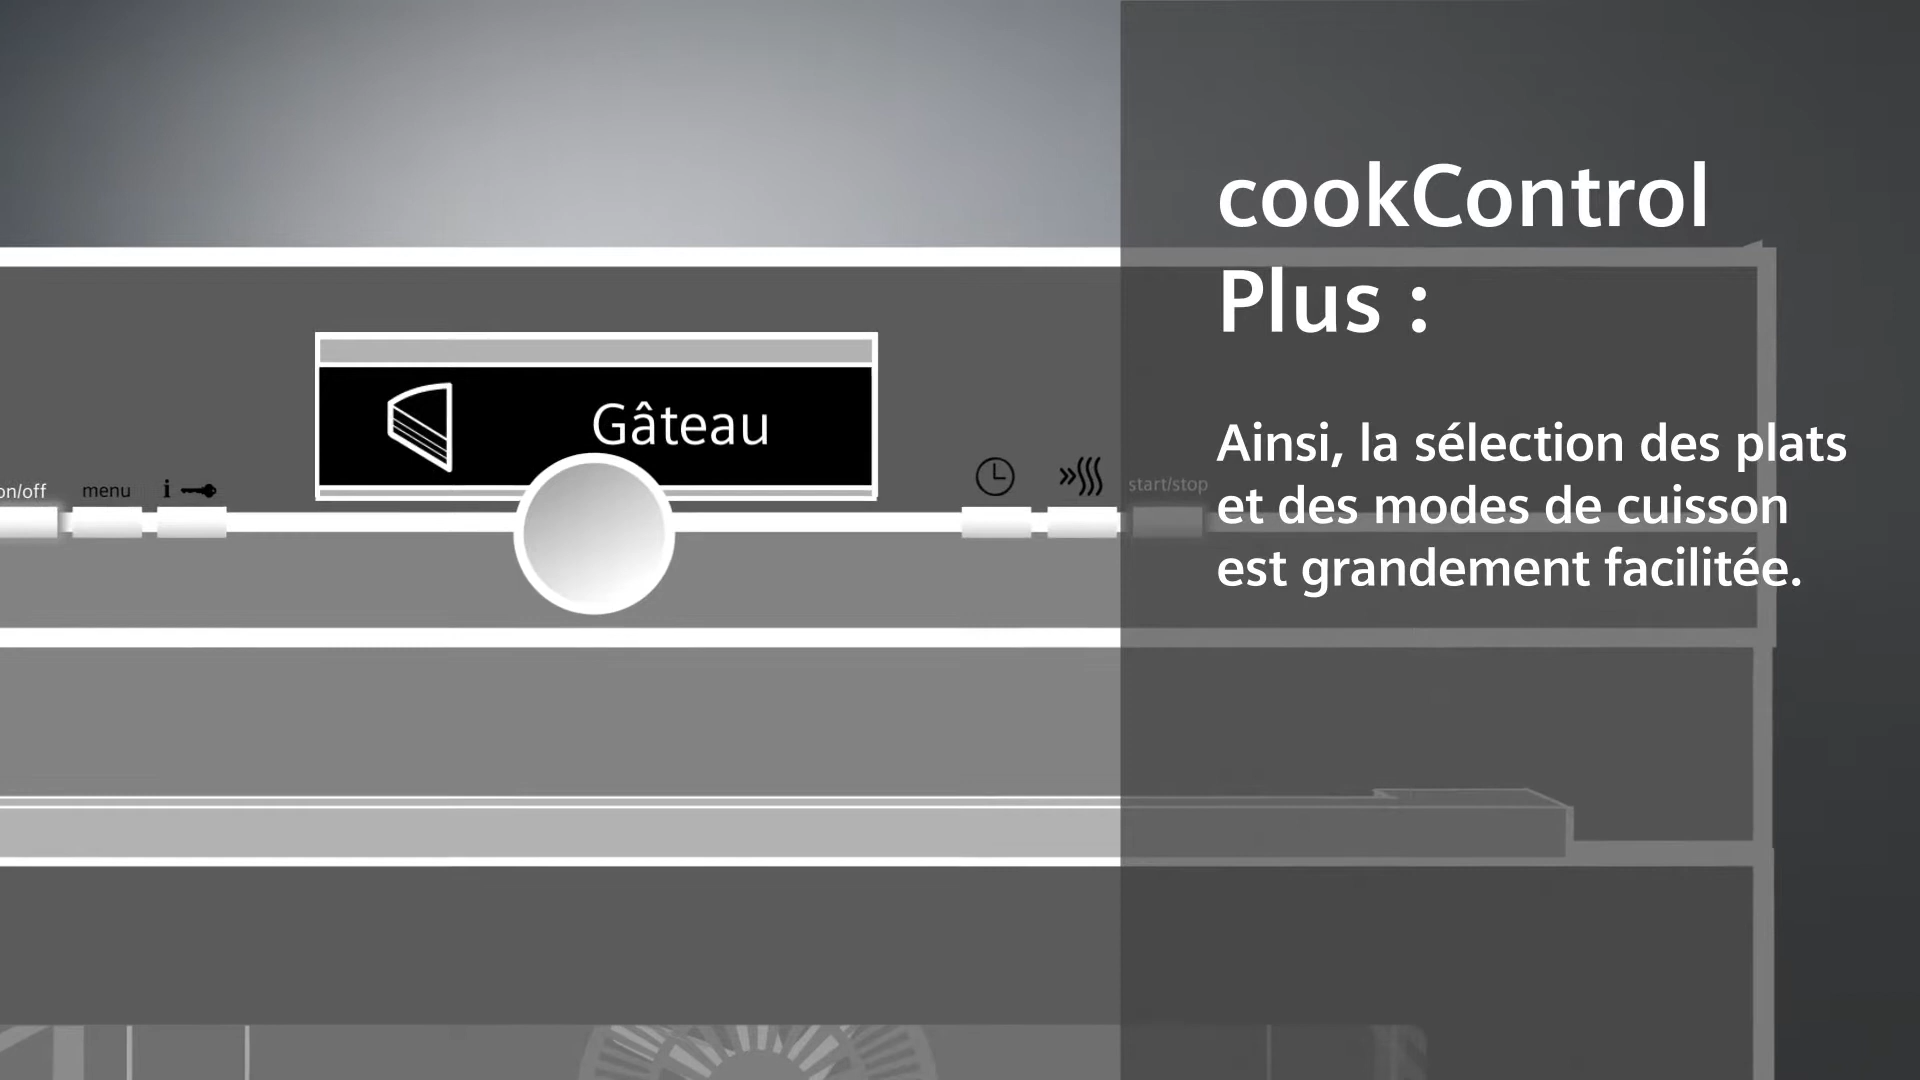 cookControl
Plus :
Gâteau
Ainsi, la sélection des plats
et des modes de cuisson
est grandement facilitée.
on/off
menu
i
start/stop